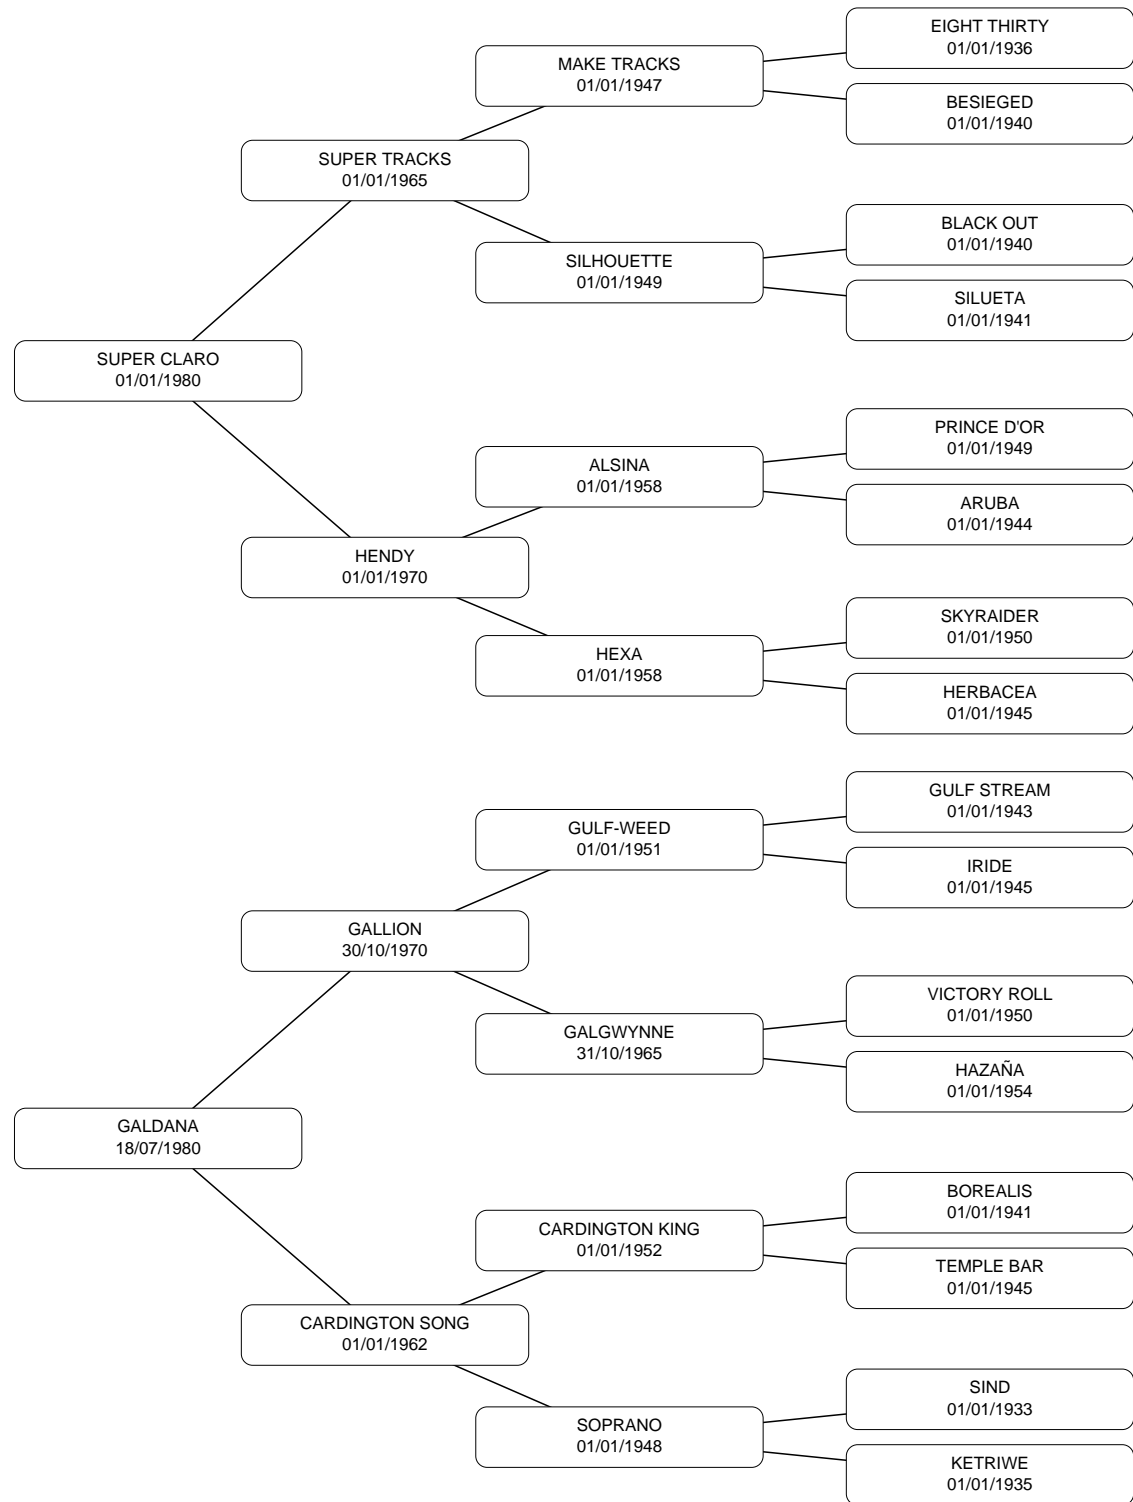 EIGHT THIRTY
01/01/1936
MAKE TRACKS
01/01/1947
BESIEGED
01/01/1940
SUPER TRACKS
01/01/1965
BLACK OUT
01/01/1940
SILHOUETTE
01/01/1949
SILUETA
01/01/1941
SUPER CLARO
01/01/1980
PRINCE D'OR
01/01/1949
ALSINA
01/01/1958
ARUBA
01/01/1944
HENDY
01/01/1970
SKYRAIDER
01/01/1950
HEXA
01/01/1958
HERBACEA
01/01/1945
GULF STREAM
01/01/1943
GULF-WEED
01/01/1951
IRIDE
01/01/1945
GALLION
30/10/1970
VICTORY ROLL
01/01/1950
GALGWYNNE
31/10/1965
HAZAÑA
01/01/1954
GALDANA
18/07/1980
BOREALIS
01/01/1941
CARDINGTON KING
01/01/1952
TEMPLE BAR
01/01/1945
CARDINGTON SONG
01/01/1962
SIND
01/01/1933
SOPRANO
01/01/1948
KETRIWE
01/01/1935